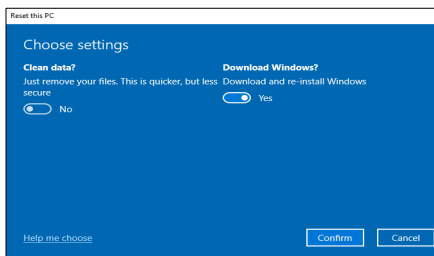 Reset this PC
Choose settings
Clean data?
Just remove your files. This is quicker, but less
secure
No
Download Windows?
Download and re-install Windows
Yes
Help me choose
Confirm
Cancel